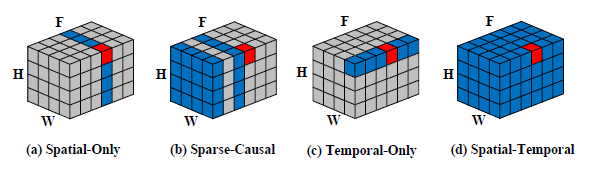 F F F F
H H H H
W W W W
(a) Spatial-Only (b) Sparse-Causal (c) Temporal-Only (d) Spatial-Temporal